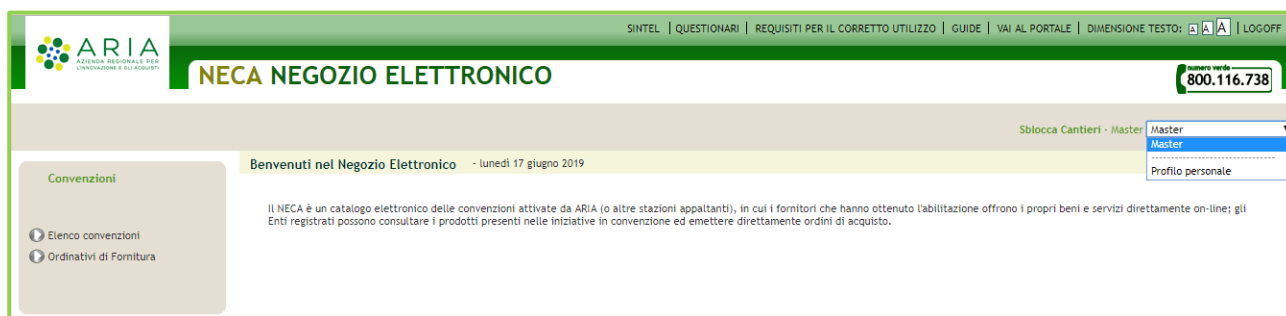 SINTEL | QUESTIONARI | REQUISITI PER IL CORRETTO UTILIZZO | GUIDE | VAI AL PORTALE | DIMENSIONE TESTO: A A A | LOGOFF
ARIA
AZIENDA REGIONALE PER
L'INNOVAZIONE E GLI ACQUISTI
NECA NEGOZIO ELETTRONICO
numero verde
800.116.738
Sblocca Cantieri - Master Master
Master
------------------------------
Profilo personale
Benvenuti nel Negozio Elettronico - lunedì 17 giugno 2019
Convenzioni
Il NECA è un catalogo elettronico delle convenzioni attivate da ARIA (o altre stazioni appaltanti), in cui i fornitori che hanno ottenuto l'abilitazione offrono i propri beni e servizi direttamente on-line; gli
Enti registrati possono consultare i prodotti presenti nelle iniziative in convenzione ed emettere direttamente ordini di acquisto.
Elenco convenzioni
Ordinativi di Fornitura